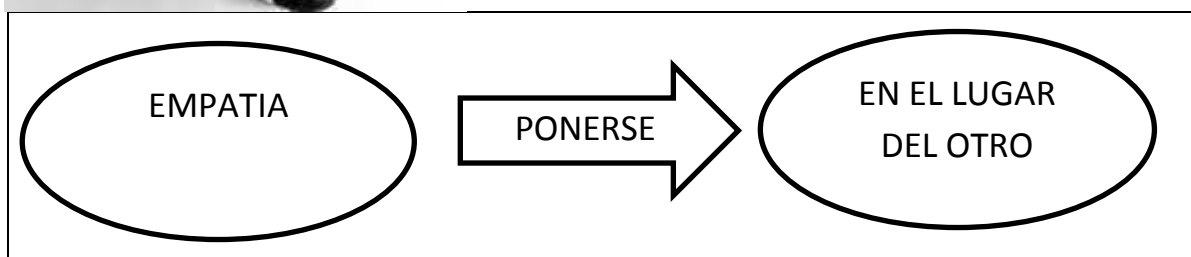 EMPATIA
PONERSE
EN EL LUGAR
DEL OTRO